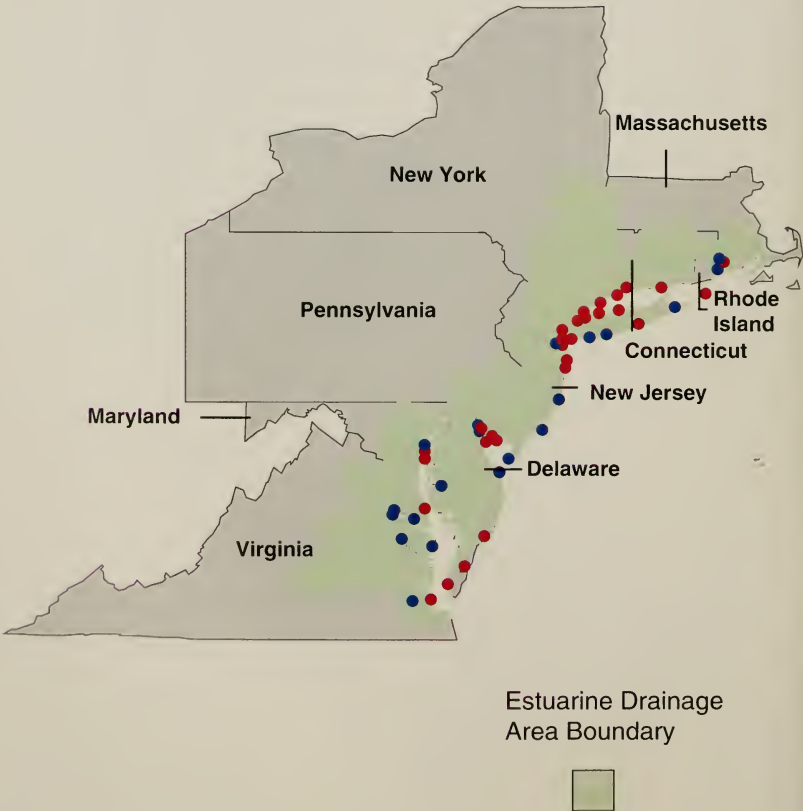 Massachusetts
New York
Pennsylvania
Rhode
Island
Connecticut
New Jersey
Maryland
Delaware
Virginia
Estuarine Drainage
Area Boundary